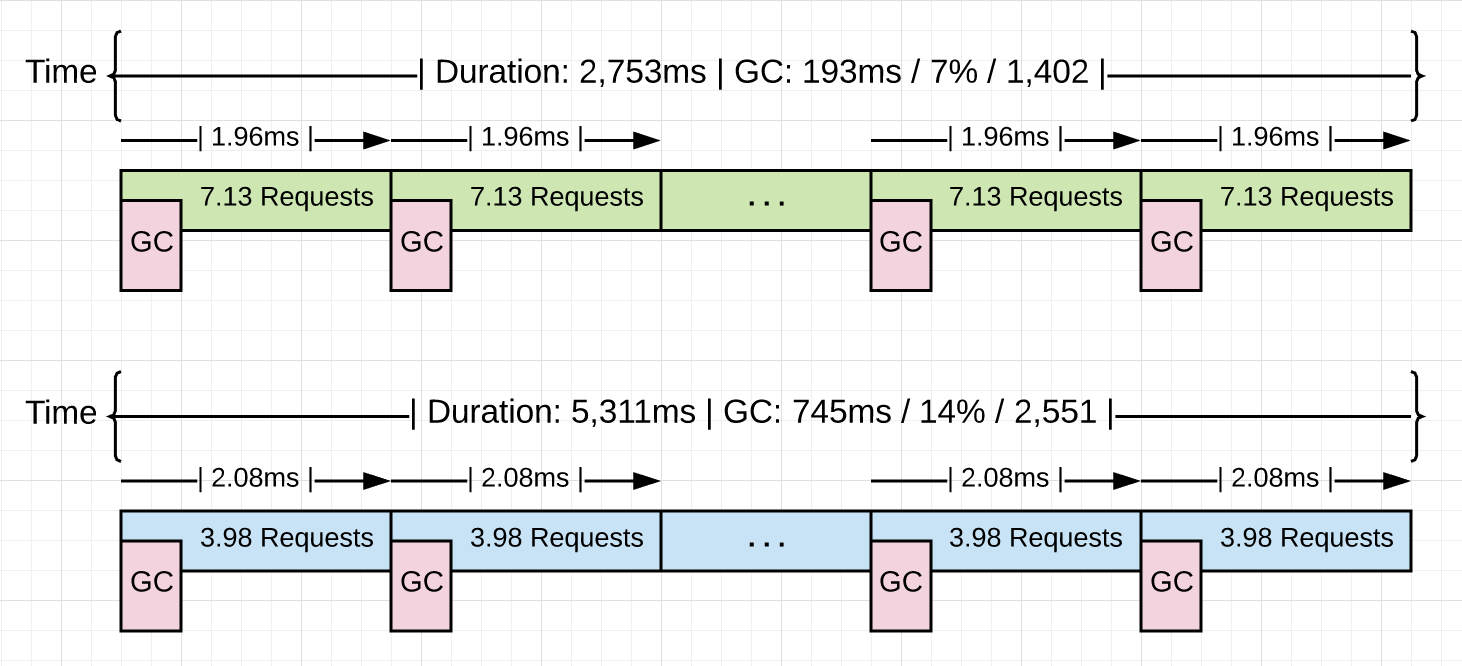 Time | Duration: 2,753ms | GC: 193ms / 7% / 1,402 |
| 1.96ms | | 1.96ms | | 1.96ms | | 1.96ms |
7.13 Requests 7.13 Requests ... 7.13 Requests 7.13 Requests
GC GC GC GC
Time | Duration: 5,311ms | GC: 745ms / 14% / 2,551 |
| 2.08ms | | 2.08ms | | 2.08ms | | 2.08ms |
3.98 Requests 3.98 Requests ... 3.98 Requests 3.98 Requests
GC GC GC GC